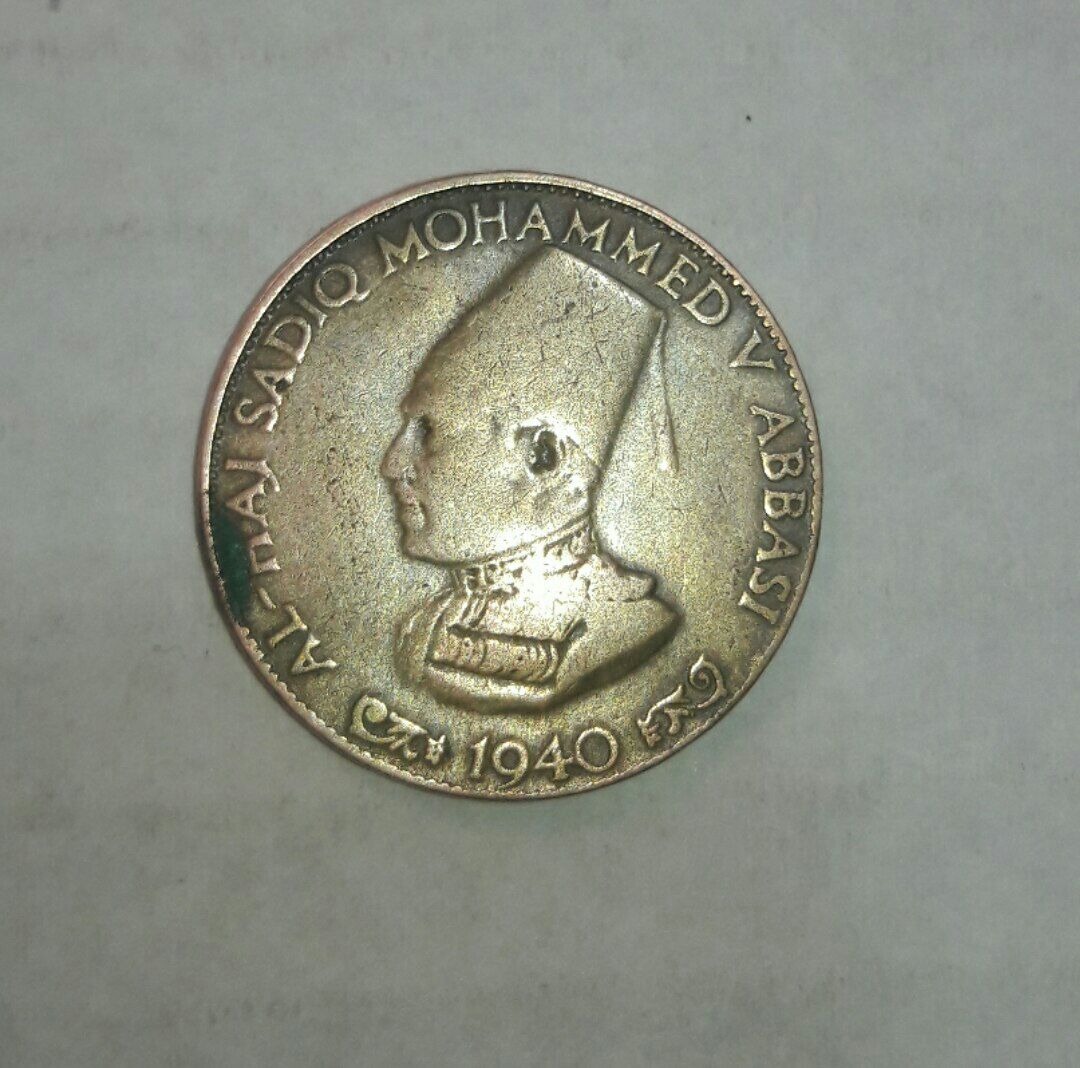 AL-HAJ SADIQ MOHAMMED V ABBASI
1940